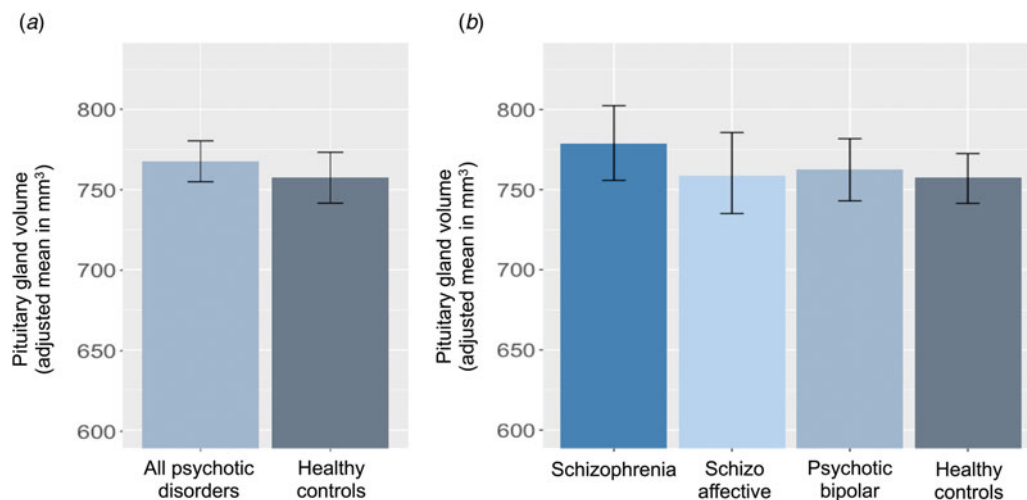 (a)
Pituitary gland volume
(adjusted mean in mm³)
800
750
700
650
600
All psychotic
disorders
Healthy
controls
(b)
Pituitary gland volume
(adjusted mean in mm³)
800
750
700
650
600
Schizophrenia
Schizo
affective
Psychotic
bipolar
Healthy
controls